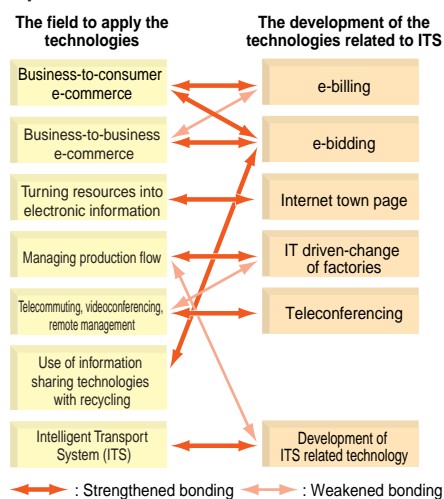 The field to apply the
technologies
The development of the
technologies related to ITS
Business-to-consumer
e-commerce
Business-to-business
e-commerce
Turning resources into
electronic information
Managing production flow
Telecommuting, videoconferencing,
remote management
Use of information
sharing technologies
with recycling
Intelligent Transport
System (ITS)
e-billing
e-bidding
Internet town page
IT driven-change
of factories
Teleconferencing
Development of
ITS related technology
: Strengthened bonding
: Weakened bonding